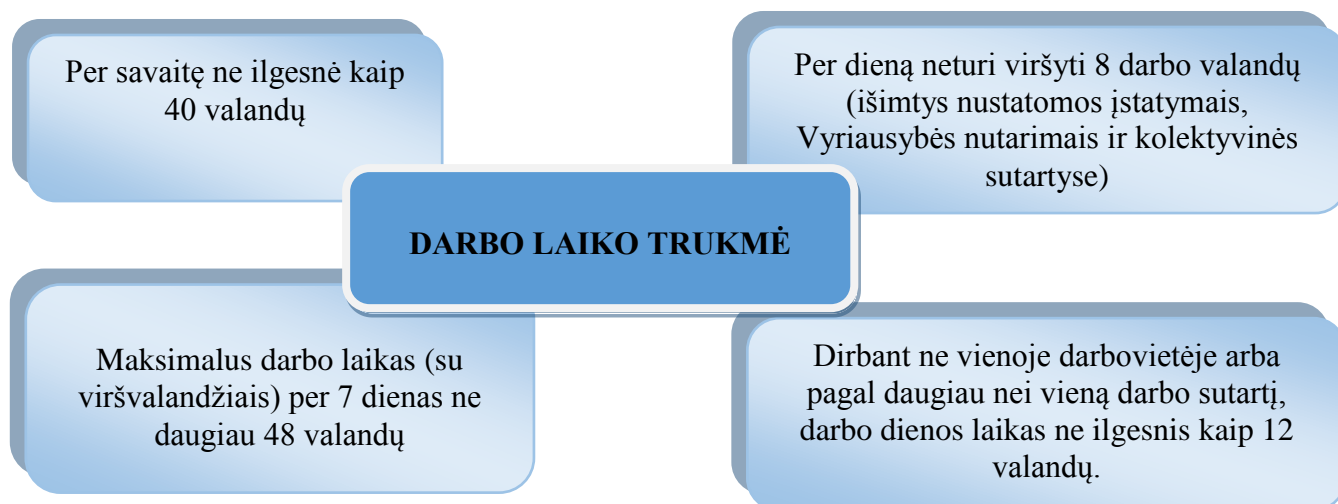 Per savaitę ne ilgesnė kaip
40 valandų
Per dieną neturi viršyti 8 darbo valandų
(išimtys nustatomos įstatymais,
Vyriausybės nutarimais ir kolektyvinės
sutartyse)
DARBO LAIKO TRUKMĖ
Maksimalus darbo laikas (su
viršvalandžiais) per 7 dienas ne
daugiau 48 valandų
Dirbant ne vienoje darbovietėje arba
pagal daugiau nei vieną darbo sutartį,
darbo dienos laikas ne ilgesnis kaip 12
valandų.